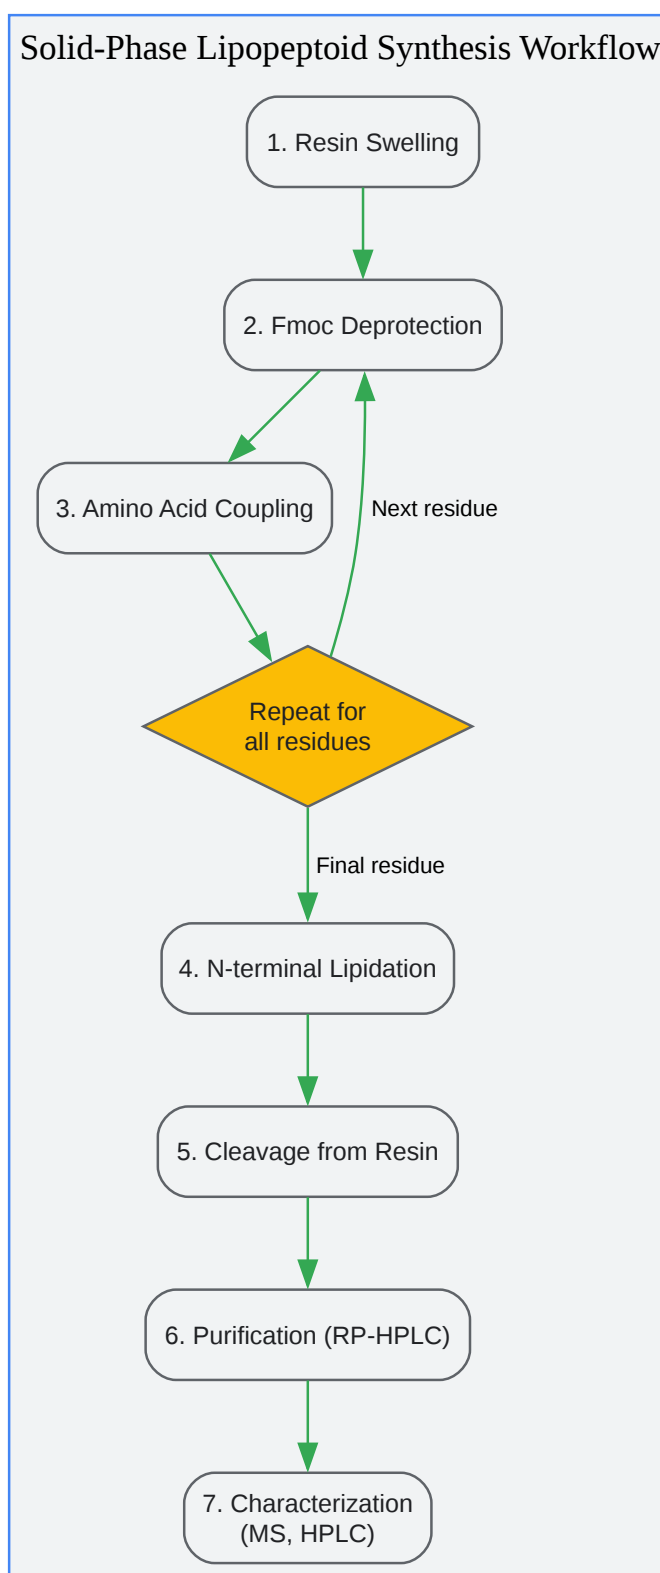 Solid-Phase Lipopeptoid Synthesis Workflow
1. Resin Swelling
2. Fmoc Deprotection
3. Amino Acid Coupling
Next residue
Repeat for
all residues
Final residue
4. N-terminal Lipidation
5. Cleavage from Resin
6. Purification (RP-HPLC)
7. Characterization
(MS, HPLC)